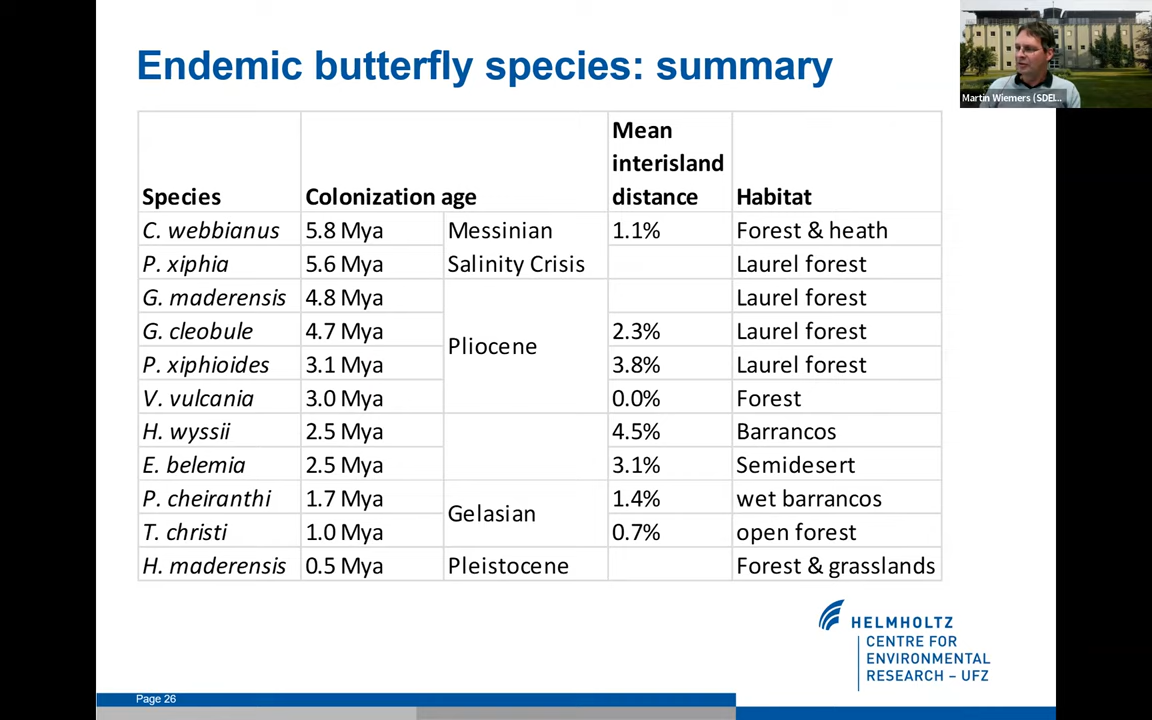 Endemic butterfly species: summary
Martin Wiemers (SDEI...
Species Colonization age Mean interisland distance Habitat
C. webbianus 5.8 Mya Messinian 1.1% Forest & heath
P. xiphia 5.6 Mya Salinity Crisis Laurel forest
G. maderensis 4.8 Mya Laurel forest
G. cleobule 4.7 Mya Pliocene 2.3% Laurel forest
P. xiphioides 3.1 Mya 3.8% Laurel forest
V. vulcania 3.0 Mya 0.0% Forest
H. wyssii 2.5 Mya 4.5% Barrancos
E. belemia 2.5 Mya 3.1% Semidesert
P. cheiranthi 1.7 Mya Gelasian 1.4% wet barrancos
T. christi 1.0 Mya 0.7% open forest
H. maderensis 0.5 Mya Pleistocene Forest & grasslands
HELMHOLTZ
CENTRE FOR
ENVIRONMENTAL
RESEARCH – UFZ
Page 26